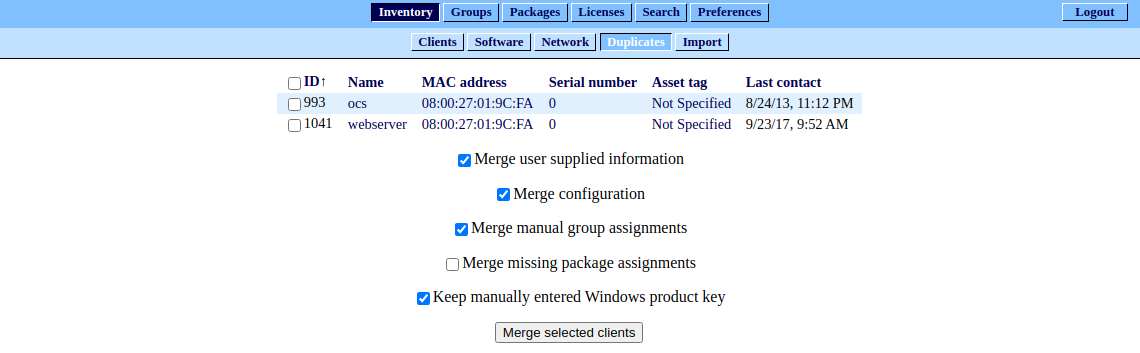 Inventory Groups Packages Licenses Search Preferences Logout
Clients Software Network Duplicates Import
ID↑ Name MAC address Serial number Asset tag Last contact
993 ocs 08:00:27:01:9C:FA 0 Not Specified 8/24/13, 11:12 PM
1041 webserver 08:00:27:01:9C:FA 0 Not Specified 9/23/17, 9:52 AM
Merge user supplied information
Merge configuration
Merge manual group assignments
Merge missing package assignments
Keep manually entered Windows product key
Merge selected clients